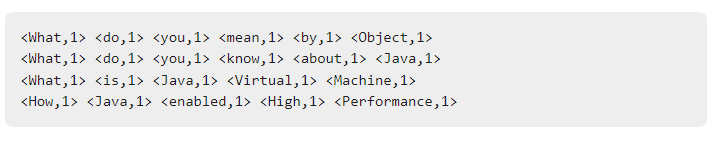 <What,1> <do,1> <you,1> <mean,1> <by,1> <Object,1>
<What,1> <do,1> <you,1> <know,1> <about,1> <Java,1>
<What,1> <is,1> <Java,1> <Virtual,1> <Machine,1>
<How,1> <Java,1> <enabled,1> <High,1> <Performance,1>